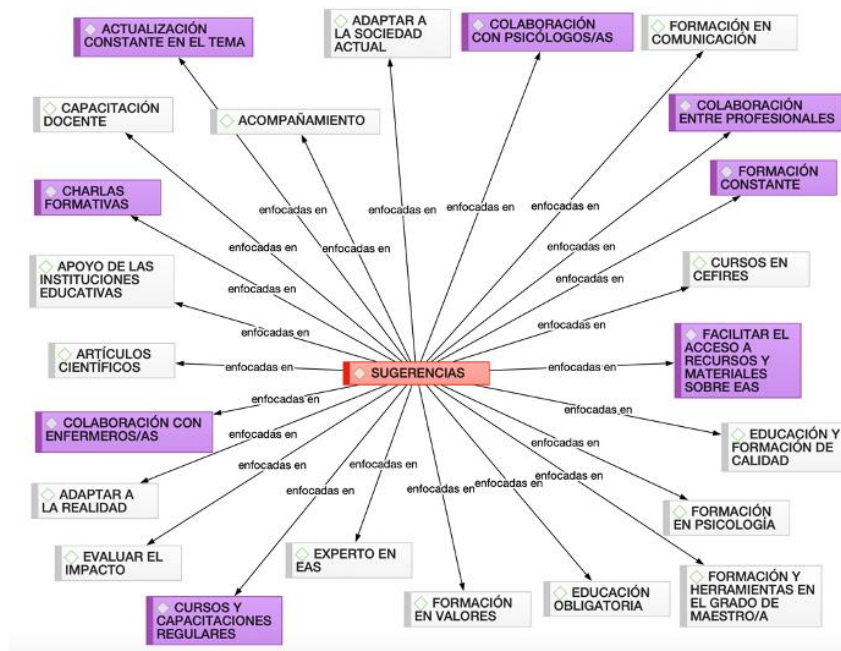 ACTUALIZACIÓN
CONSTANTE EN EL TEMA
ADAPTAR A
LA SOCIEDAD
ACTUAL
COLABORACIÓN
CON PSICÓLOGOS/AS
FORMACIÓN EN
COMUNICACIÓN
CAPACITACIÓN
DOCENTE
ACOMPAÑAMIENTO
COLABORACIÓN
ENTRE PROFESIONALES
CHARLAS
FORMATIVAS
FORMACIÓN
CONSTANTE
enfocadas en
enfocadas en
enfocadas en
enfocadas en
enfocadas en
enfocadas en
enfocadas en
enfocadas en
enfocadas en
APOYO DE LAS
INSTITUCIONES
EDUCATIVAS
CURSOS EN
CEFIRES
enfocadas en
enfocadas en
ARTÍCULOS
CIENTÍFICOS
enfocadas en
SUGERENCIAS
enfocadas en
FACILITAR EL
ACCESO A
RECURSOS Y
MATERIALES
SOBRE EAS
COLABORACIÓN CON
ENFERMEROS/AS
enfocadas en
enfocadas en
enfocadas en
EDUCACIÓN Y
FORMACIÓN DE
CALIDAD
enfocadas en
enfocadas en
enfocadas en
enfocadas en
enfocadas en
enfocadas en
enfocadas en
ADAPTAR A
LA REALIDAD
FORMACIÓN
EN PSICOLOGÍA
EVALUAR EL
IMPACTO
EXPERTO EN
EAS
CURSOS Y
CAPACITACIONES
REGULARES
FORMACIÓN
EN VALORES
EDUCACIÓN
OBLIGATORIA
FORMACIÓN Y
HERRAMIENTAS EN
EL GRADO DE
MAESTRO/A